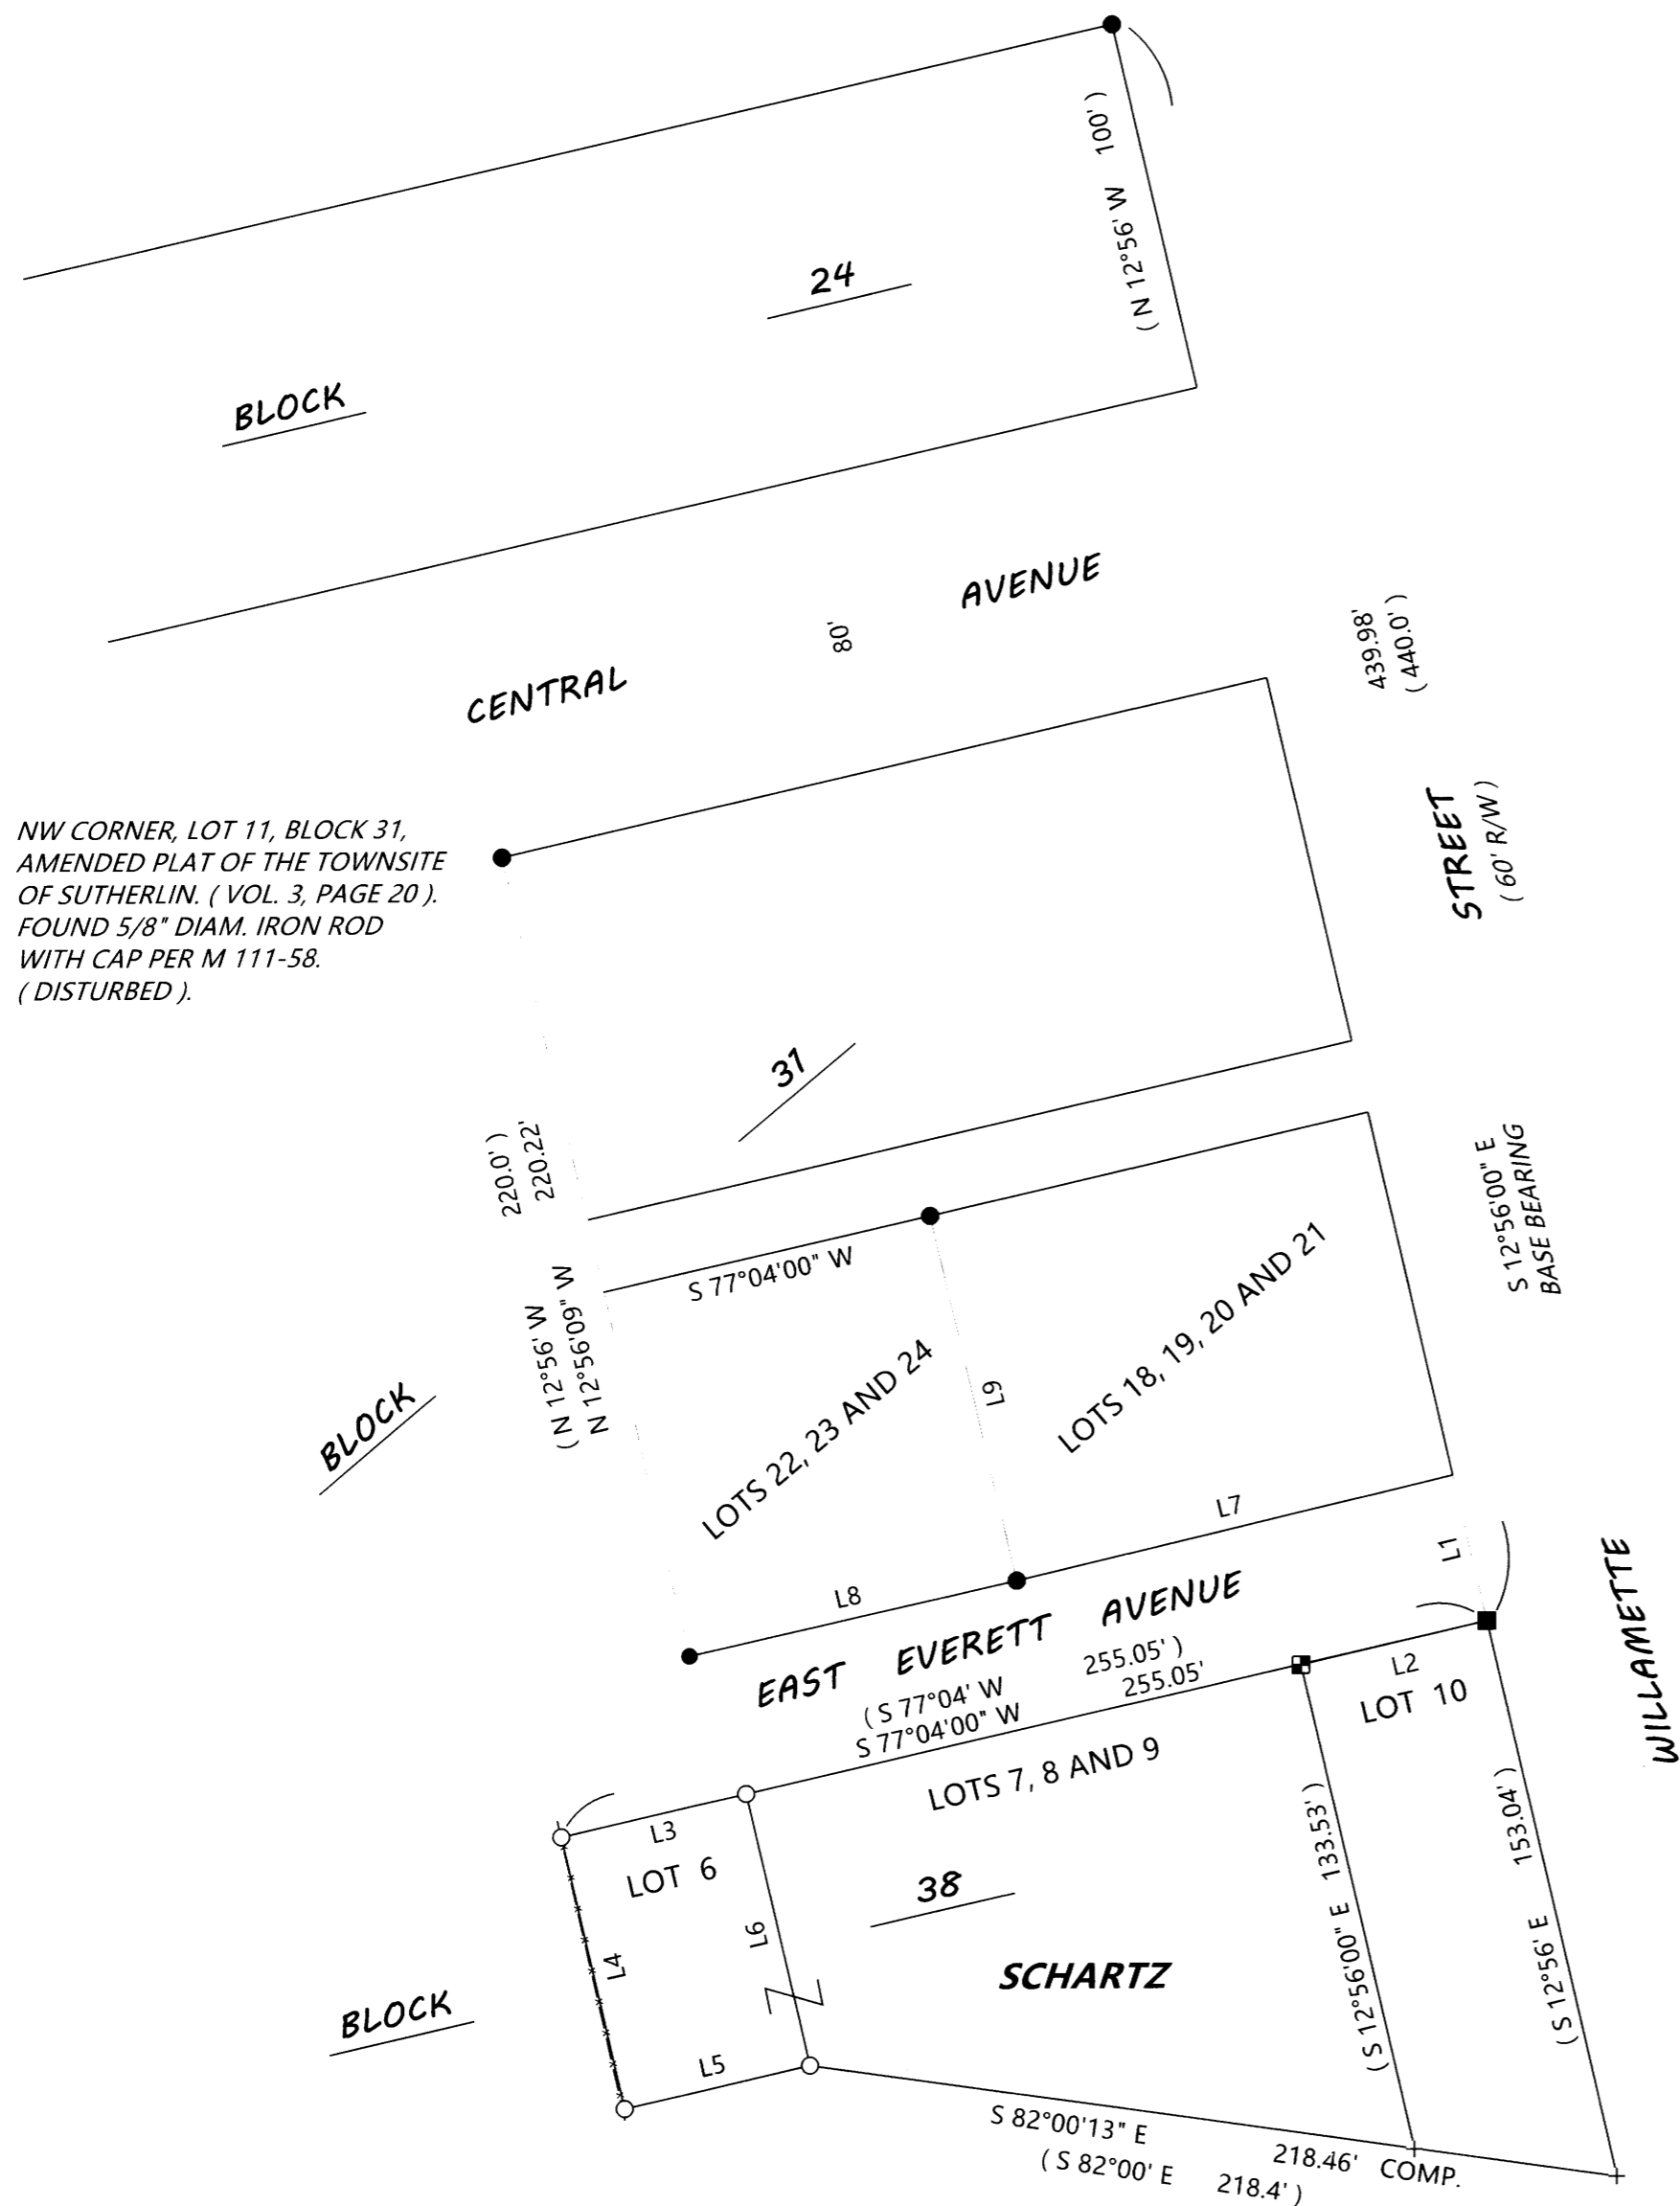 ( N 12°56' W 100' )
24
BLOCK
AVENUE
80'
CENTRAL
439.98'
( 440.0' )
NW CORNER, LOT 11, BLOCK 31,
AMENDED PLAT OF THE TOWNSITE
OF SUTHERLIN. ( VOL. 3, PAGE 20 ).
FOUND 5/8" DIAM. IRON ROD
WITH CAP PER M 111-58.
( DISTURBED ).
STREET
( 60' R/W )
31
220.0' )
220.22'
S 12°56'00" E
BASE BEARING
( N 12°56' W
N 12°56'09" W
S 77°04'00" W
BLOCK
LOTS 22, 23 AND 24
L9
LOTS 18, 19, 20 AND 21
L7
L8
L1
EAST EVERETT AVENUE
WILLAMETTE
( S 77°04' W 255.05' )
S 77°04'00" W 255.05'
L2
LOT 10
LOTS 7, 8 AND 9
L3
LOT 6
38
L6
L4
SCHARTZ
( S 12°56'00" E 133.53' )
( S 12°56' E 153.04' )
BLOCK
L5
S 82°00'13" E 218.46' COMP.
( S 82°00' E 218.4' )